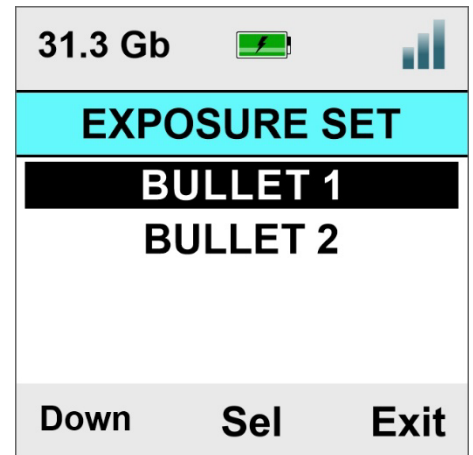 31.3 Gb
EXPOSURE SET
BULLET 1
BULLET 2
Down Sel Exit